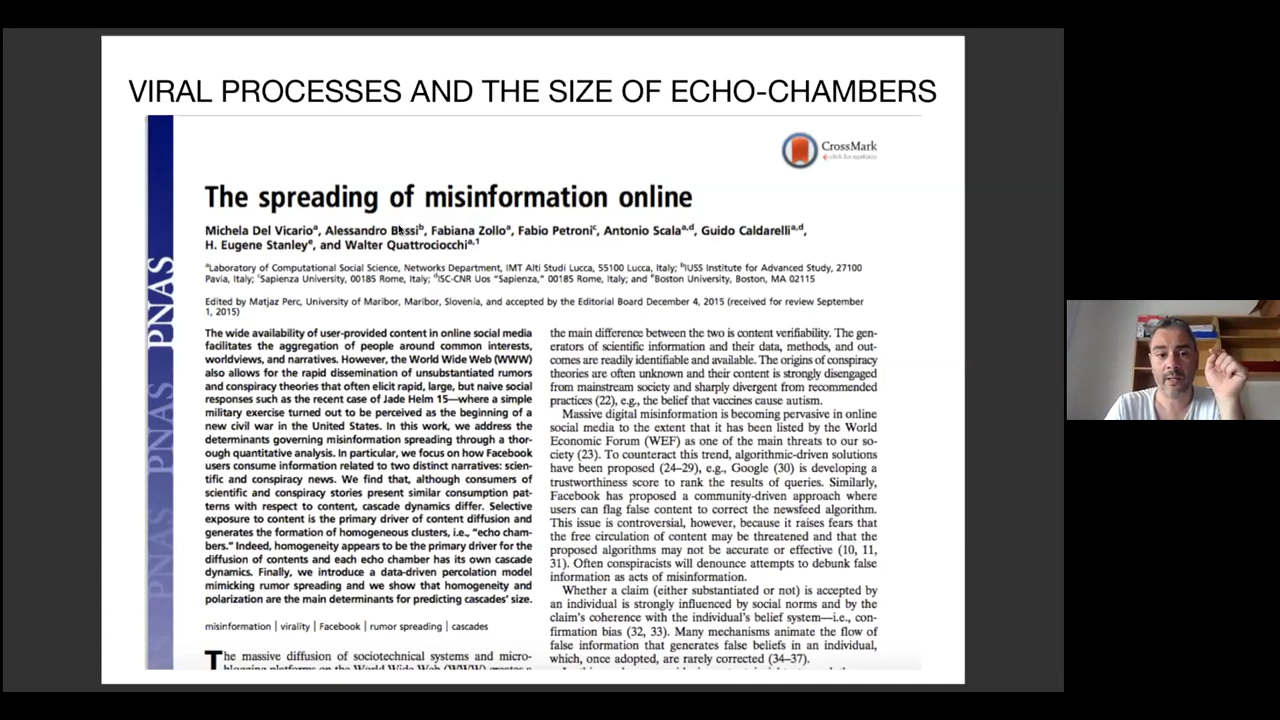 VIRAL PROCESSES AND THE SIZE OF ECHO-CHAMBERS
CrossMark
click for updates
The spreading of misinformation online
Michela Del Vicarioa, Alessandro Bessib, Fabiana Zolloa, Fabio Petronic, Antonio Scalaa,d, Guido Caldarellia,d,
H. Eugene Stanleye, and Walter Quattrociocchia,1
aLaboratory of Computational Social Science, Networks Department, IMT Alti Studi Lucca, 55100 Lucca, Italy; bIUSS Institute for Advanced Study, 27100
Pavia, Italy; cSapienza University, 00185 Rome, Italy; dISC-CNR Uos "Sapienza," 00185 Rome, Italy; and eBoston University, Boston, MA 02115
Edited by Matjaz Perc, University of Maribor, Maribor, Slovenia, and accepted by the Editorial Board December 4, 2015 (received for review September
1, 2015)
The wide availability of user-provided content in online social media
facilitates the aggregation of people around common interests,
worldviews, and narratives. However, the World Wide Web (WWW)
also allows for the rapid dissemination of unsubstantiated rumors
and conspiracy theories that often elicit rapid, large, but naive social
responses such as the recent case of Jade Helm 15—where a simple
military exercise turned out to be perceived as the beginning of a
new civil war in the United States. In this work, we address the
determinants governing misinformation spreading through a thor-
ough quantitative analysis. In particular, we focus on how Facebook
users consume information related to two distinct narratives: scien-
tific and conspiracy news. We find that, although consumers of
scientific and conspiracy stories present similar consumption pat-
terns with respect to content, cascade dynamics differ. Selective
exposure to content is the primary driver of content diffusion and
generates the formation of homogeneous clusters, i.e., "echo cham-
bers." Indeed, homogeneity appears to be the primary driver for the
diffusion of contents and each echo chamber has its own cascade
dynamics. Finally, we introduce a data-driven percolation model
mimicking rumor spreading and we show that homogeneity and
polarization are the main determinants for predicting cascades' size.
misinformation | virality | Facebook | rumor spreading | cascades
The massive diffusion of sociotechnical systems and micro-
blogging platforms on the World Wide Web (WWW) creates a
the main difference between the two is content verifiability. The gen-
erators of scientific information and their data, methods, and out-
comes are readily identifiable and available. The origins of conspiracy
theories are often unknown and their content is strongly disengaged
from mainstream society and sharply divergent from recommended
practices (22), e.g., the belief that vaccines cause autism.
Massive digital misinformation is becoming pervasive in online
social media to the extent that it has been listed by the World
Economic Forum (WEF) as one of the main threats to our so-
ciety (23). To counteract this trend, algorithmic-driven solutions
have been proposed (24–29), e.g., Google (30) is developing a
trustworthiness score to rank the results of queries. Similarly,
Facebook has proposed a community-driven approach where
users can flag false content to correct the newsfeed algorithm.
This issue is controversial, however, because it raises fears that
the free circulation of content may be threatened and that the
proposed algorithms may not be accurate or effective (10, 11,
31). Often conspiracists will denounce attempts to debunk false
information as acts of misinformation.
Whether a claim (either substantiated or not) is accepted by
an individual is strongly influenced by social norms and by the
claim's coherence with the individual's belief system—i.e., con-
firmation bias (32, 33). Many mechanisms animate the flow of
false information that generates false beliefs in an individual,
which, once adopted, are rarely corrected (34–37).
PNAS
PNAS
PNAS